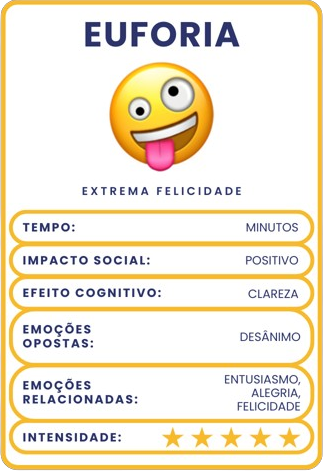 EUFORIA
EXTREMA FELICIDADE
TEMPO: MINUTOS
IMPACTO SOCIAL: POSITIVO
EFEITO COGNITIVO: CLAREZA
EMOÇÕES
OPOSTAS:
DESÂNIMO
EMOÇÕES
RELACIONADAS:
ENTUSIASMO,
ALEGRIA,
FELICIDADE
INTENSIDADE: